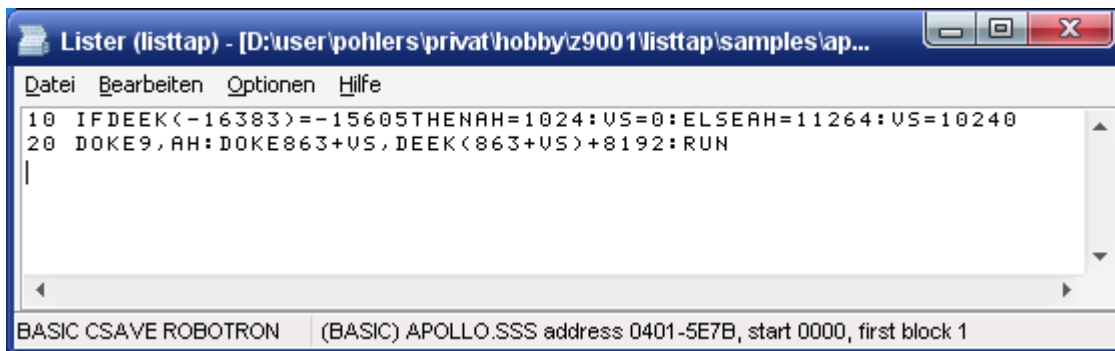 Lister (listtap) - [D:\user\pohlers\privat\hobby\z9001\listtap\samples\ap...
Datei Bearbeiten Optionen Hilfe
10 IFDEEK(-16383)=-15605THENAH=1024:VS=0:ELSEAH=11264:VS=10240
20 DOKE9,AH:DOKE863+VS,DEEK(863+VS)+8192:RUN
BASIC CSAVE ROBOTRON (BASIC) APOLLO.SSS address 0401-5E7B, start 0000, first block 1